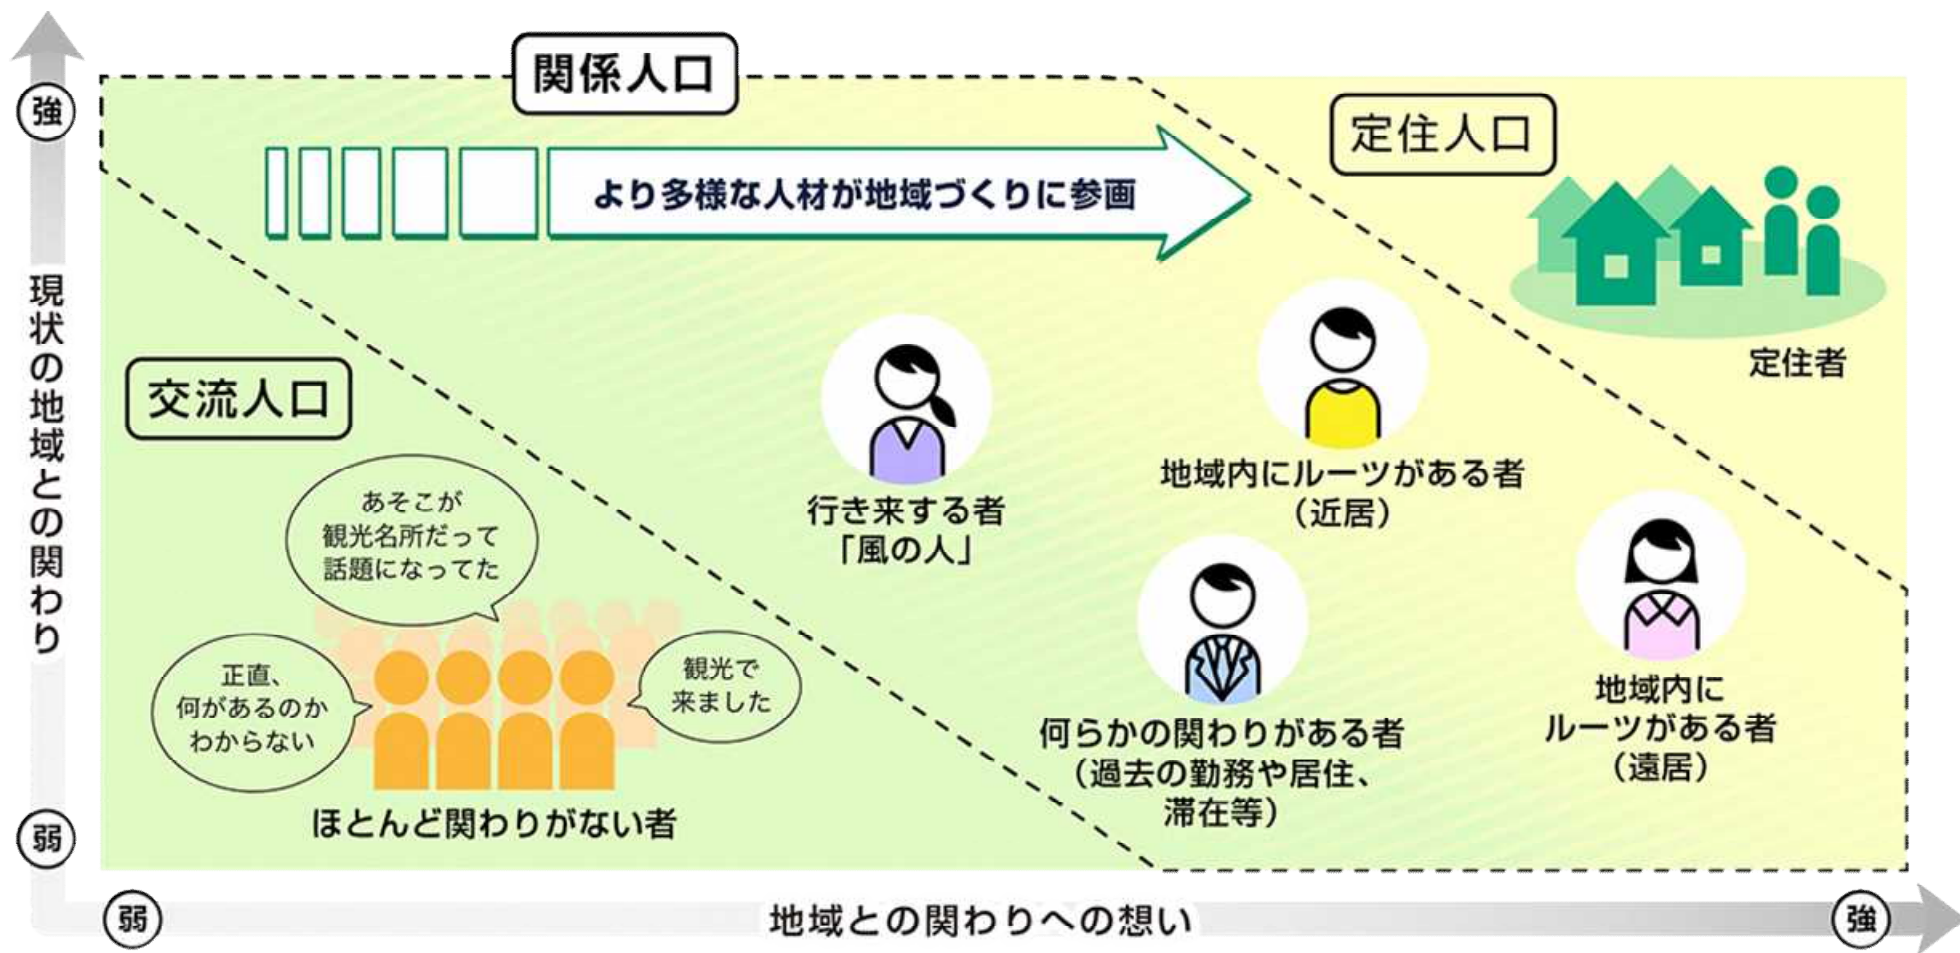 関係人口
強
定住人口
より多様な人材が地域づくりに参画
現状の地域との関わり
定住者
交流人口
あそこが
観光名所だって
話題になってた
行き来する者
「風の人」
地域内にルーツがある者
（近居）
正直、
何があるのか
わからない
観光で
来ました
地域内に
ルーツがある者
（遠居）
何らかの関わりがある者
（過去の勤務や居住、
滞在等）
ほとんど関わりがない者
弱
弱
地域との関わりへの想い
強